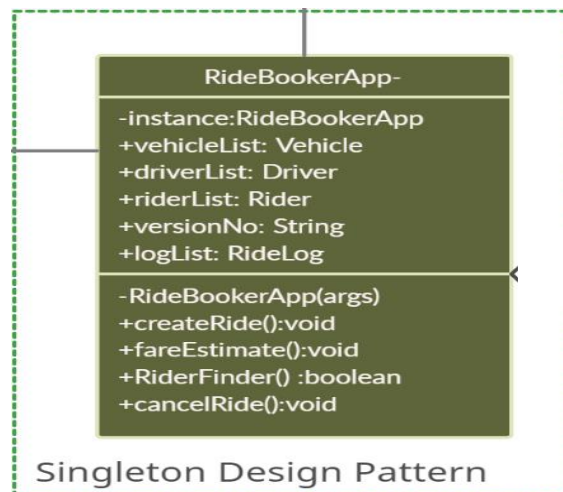 RideBookerApp-
-instance:RideBookerApp
+vehicleList: Vehicle
+driverList: Driver
+riderList: Rider
+versionNo: String
+logList: RideLog
-RideBookerApp(args)
+createRide():void
+fareEstimate():void
+RiderFinder() :boolean
+cancelRide():void
Singleton Design Pattern